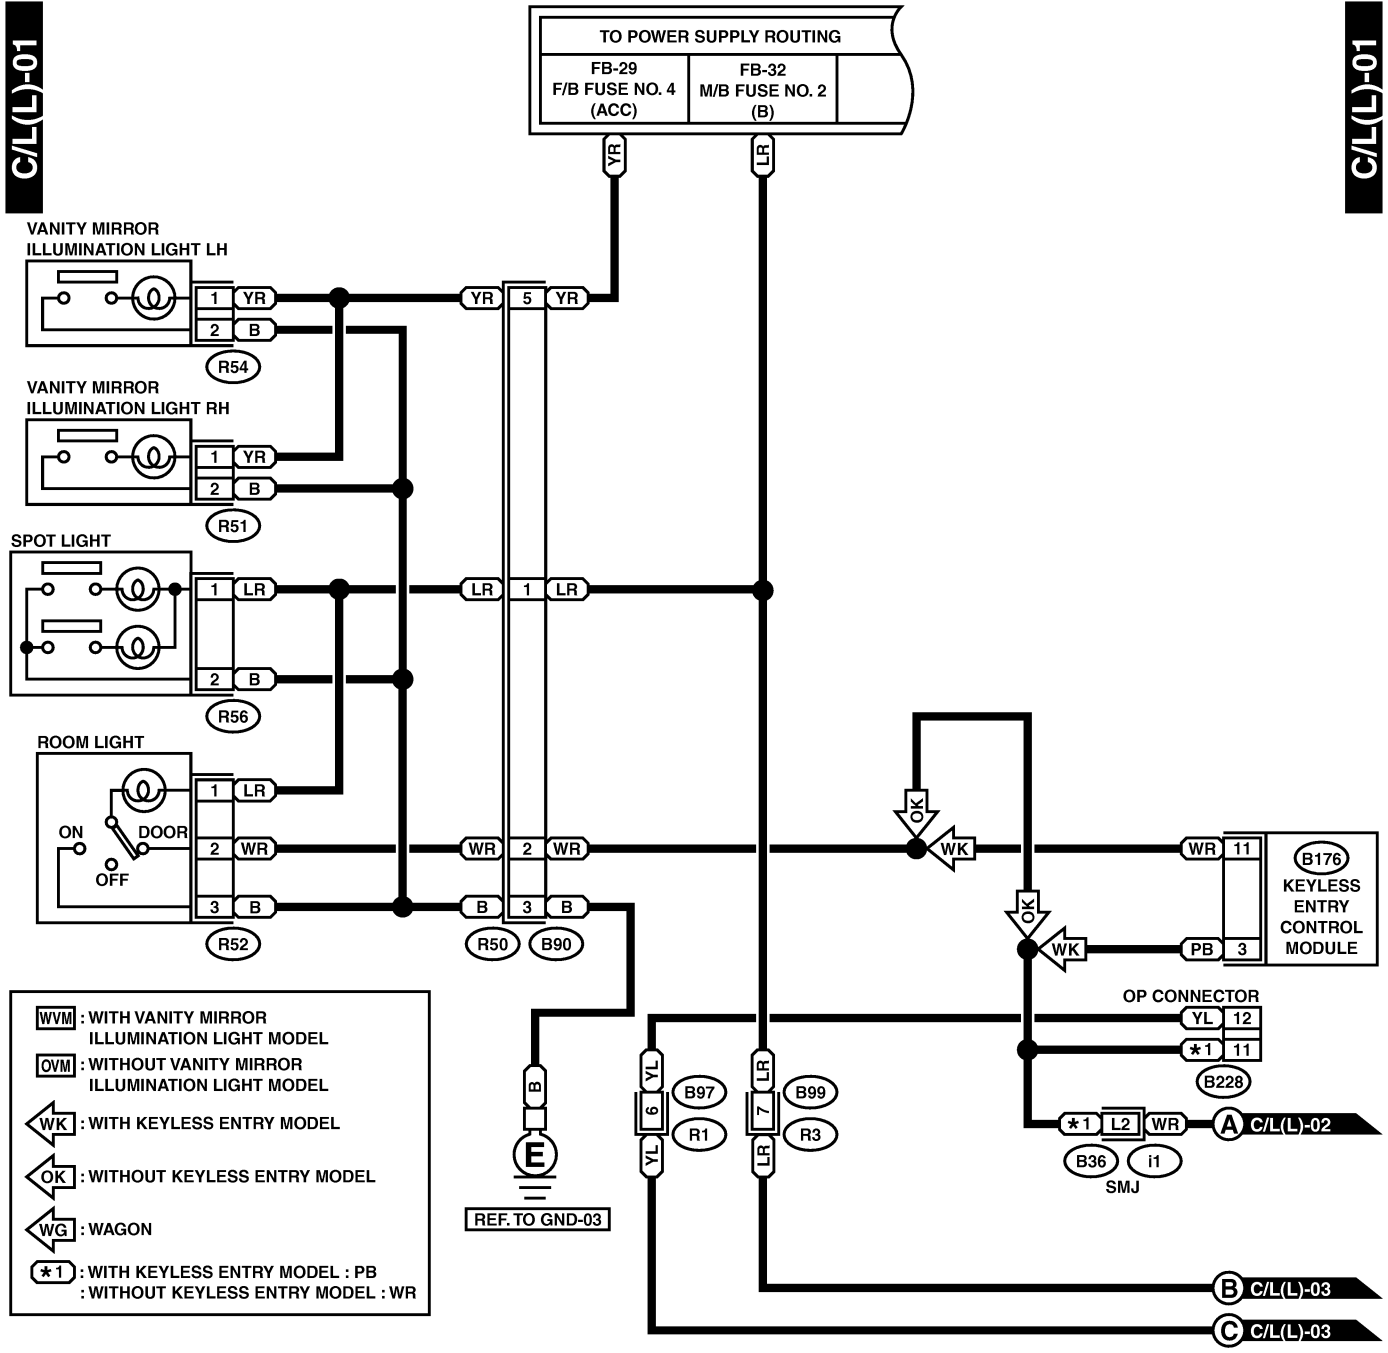 C/L(L)-01
C/L(L)-01
TO POWER SUPPLY ROUTING
FB-29
F/B FUSE NO. 4
(ACC)
FB-32
M/B FUSE NO. 2
(B)
YR
LR
VANITY MIRROR
ILLUMINATION LIGHT LH
1 YR
YR 5 YR
2 B
R54
VANITY MIRROR
ILLUMINATION LIGHT RH
1 YR
2 B
R51
SPOT LIGHT
1 LR
LR 1 LR
2 B
R56
ROOM LIGHT
1 LR
ON
DOOR
OFF
2 WR
WR 2 WR
3 B
B 3 B
R52
R50
B90
OK
WK
WR 11
OK
WK
PB 3
B176
KEYLESS
ENTRY
CONTROL
MODULE
OP CONNECTOR
YL 12
*1 11
B228
WVM : WITH VANITY MIRROR
ILLUMINATION LIGHT MODEL
OVM : WITHOUT VANITY MIRROR
ILLUMINATION LIGHT MODEL
WK : WITH KEYLESS ENTRY MODEL
OK : WITHOUT KEYLESS ENTRY MODEL
WG : WAGON
*1 : WITH KEYLESS ENTRY MODEL : PB
: WITHOUT KEYLESS ENTRY MODEL : WR
B
E
REF. TO GND-03
YL
6
YL
B97
R1
LR
7
LR
B99
R3
*1 L2 WR
A C/L(L)-02
B36
i1
SMJ
B C/L(L)-03
C C/L(L)-03